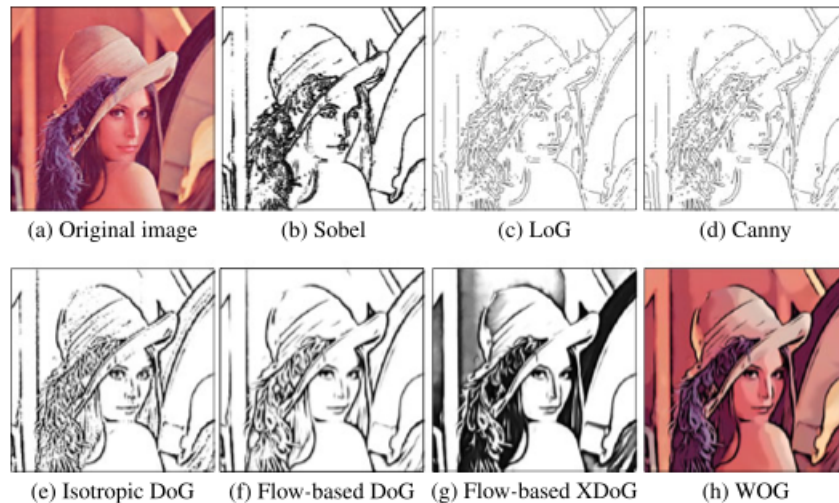 (a) Original image (b) Sobel (c) LoG (d) Canny
(e) Isotropic DoG (f) Flow-based DoG (g) Flow-based XDoG (h) WOG